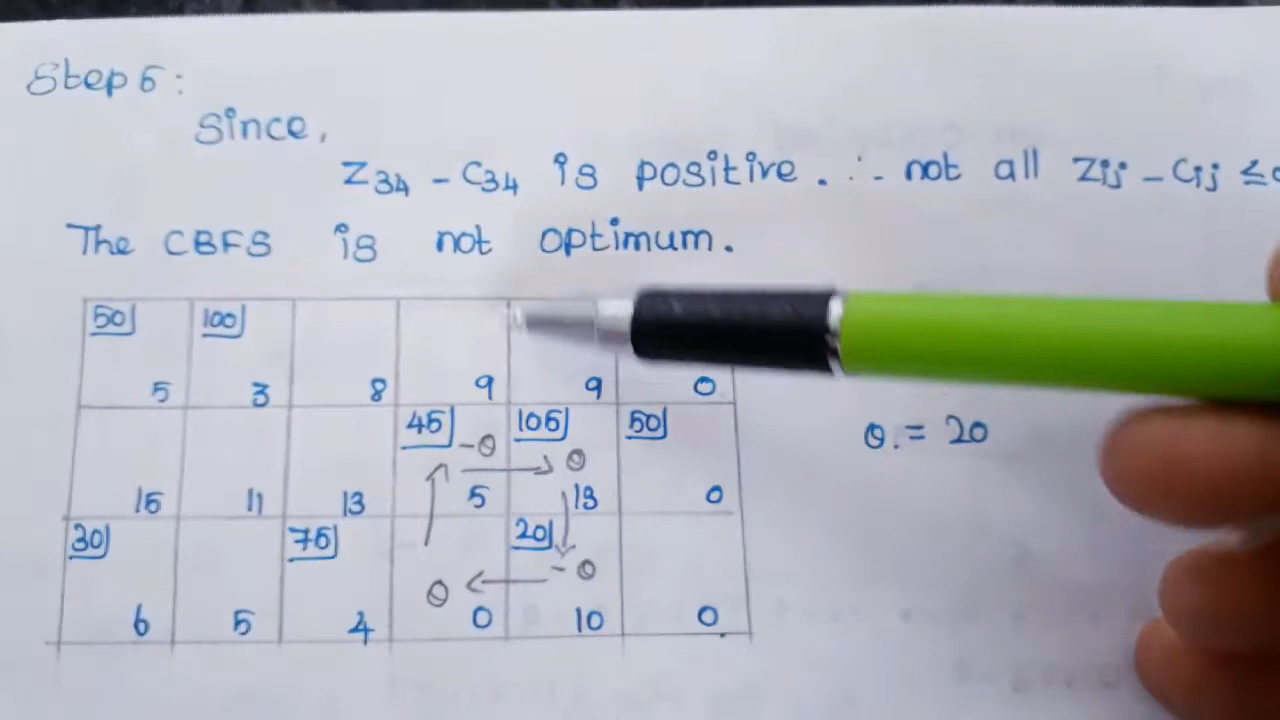 Step 5:
Since,
Z34 - C34 is positive. ∴ not all Zij - Cij ≤0
The CBFS is not optimum.
50 100
5 3 8 9 9 0
45 -θ 105 θ 50
15 11 13 5 13 0
θ = 20
30 75 20 -θ
θ
6 5 4 0 10 0